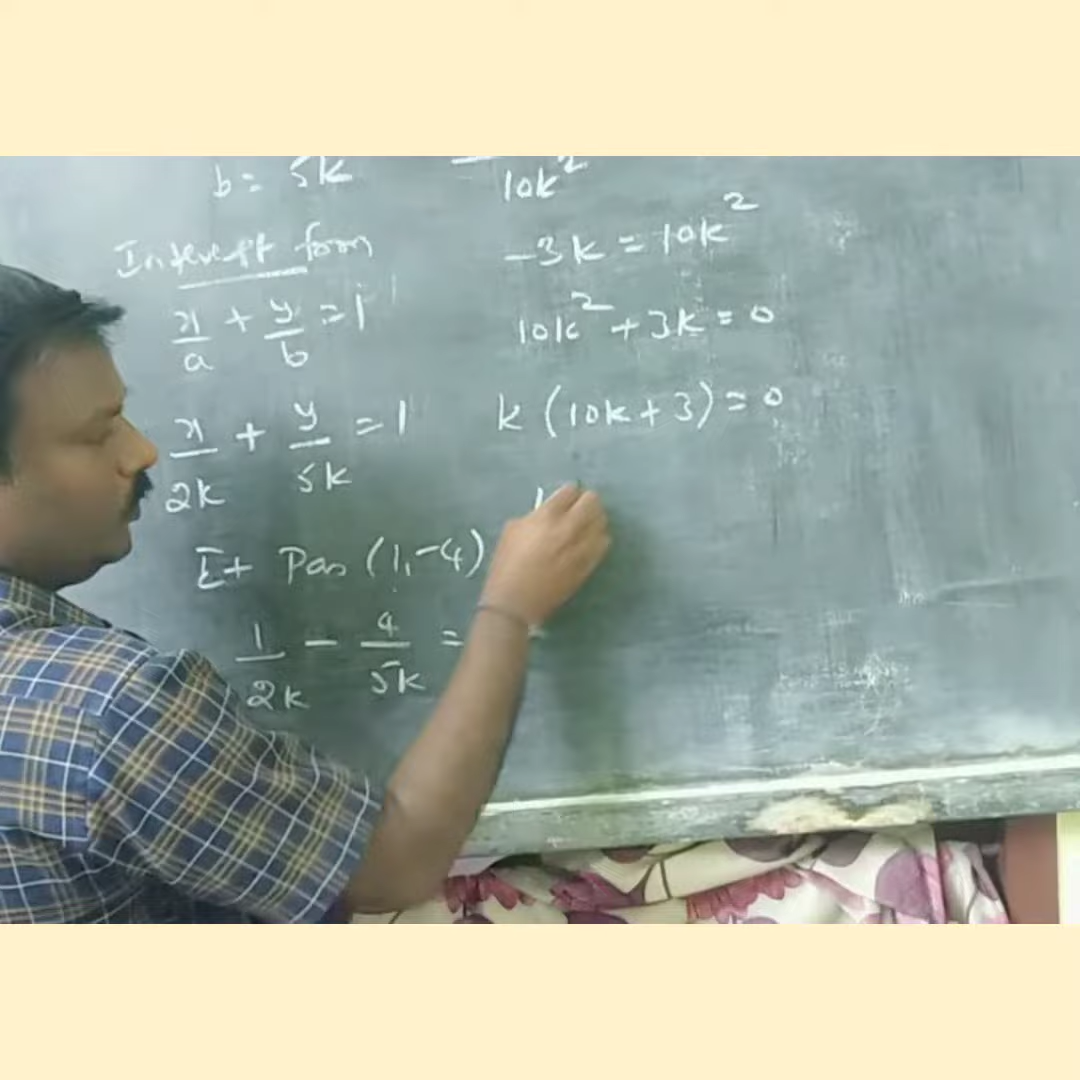 b = 5k
Intercept form
x/a + y/b = 1
x/2k + y/5k = 1
It Pas (1, -4)
1/2k - 4/5k =
10k²
-3k = 10k²
10k² + 3k = 0
k (10k + 3) = 0